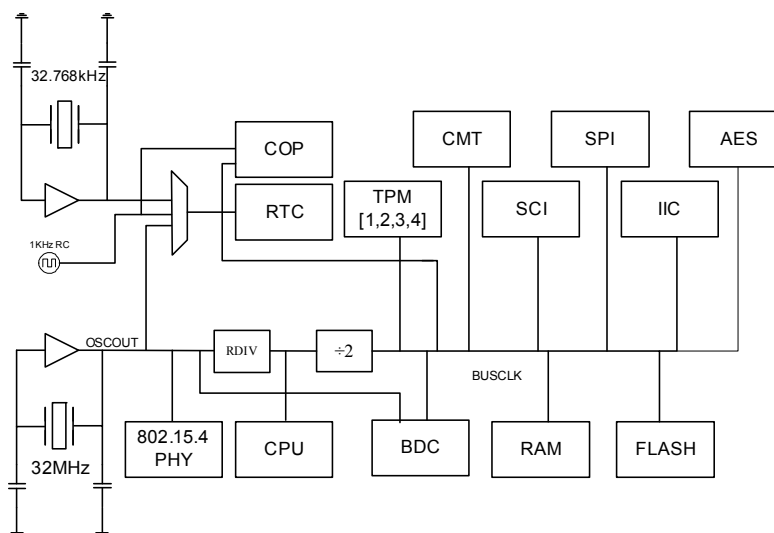 32.768kHz
COP
CMT
SPI
AES
RTC
TPM
[1,2,3,4]
SCI
IIC
1KHz RC
OSCOUT
RDIV
÷2
BUSCLK
32MHz
802.15.4
PHY
CPU
BDC
RAM
FLASH